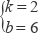 k = 2
b = 6